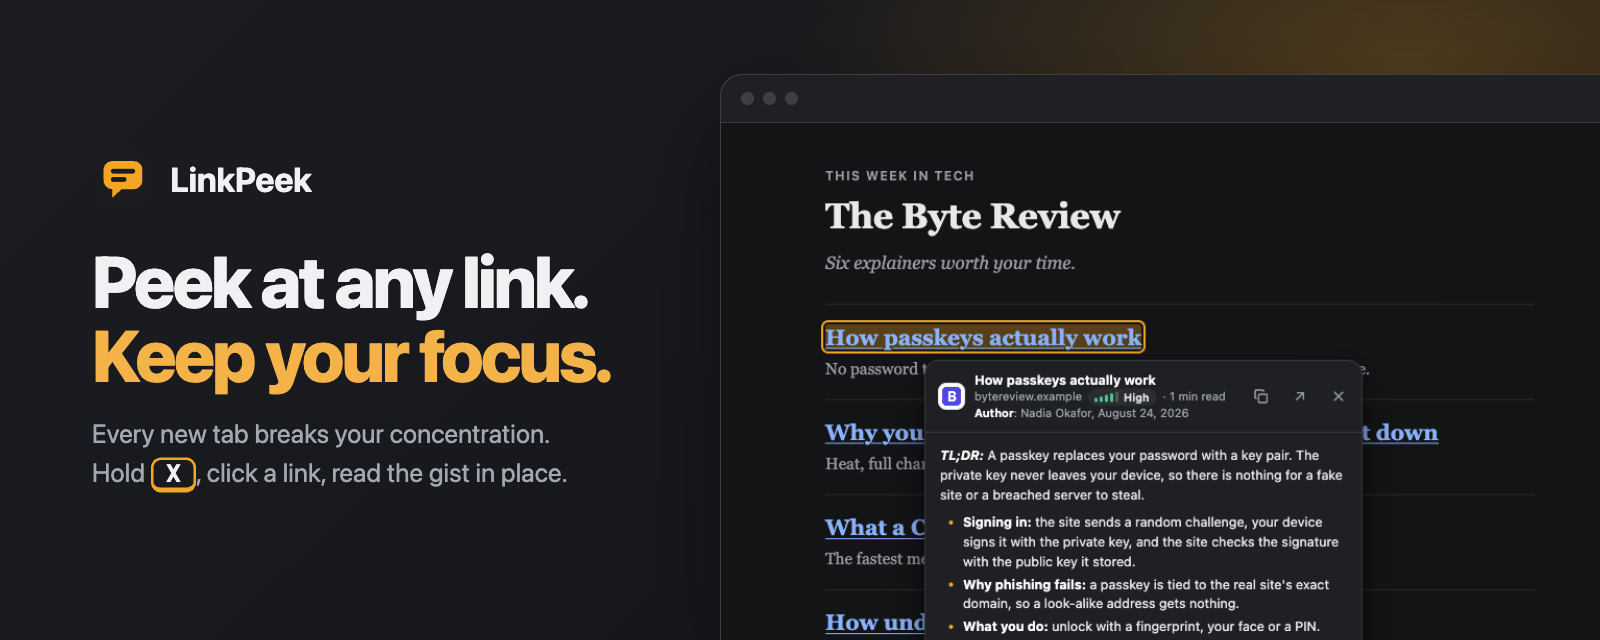 LinkPeek
Peek at any link.
Keep your focus.
Every new tab breaks your concentration.
Hold X, click a link, read the gist in place.
THIS WEEK IN TECH
The Byte Review
Six explainers worth your time.
How passkeys actually work
No password
e.
B
How passkeys actually work
bytereview.example High · 1 min read
Author: Nadia Okafor, August 24, 2026
TL;DR: A passkey replaces your password with a key pair. The
private key never leaves your device, so there is nothing for a fake
site or a breached server to steal.
Signing in: the site sends a random challenge, your device
signs it with the private key, and the site checks the signature
with the public key it stored.
Why phishing fails: a passkey is tied to the real site's exact
domain, so a look-alike address gets nothing.
What you do: unlock with a fingerprint, your face or a PIN.
Why you
t down
Heat, full
What a C
The fastest
How